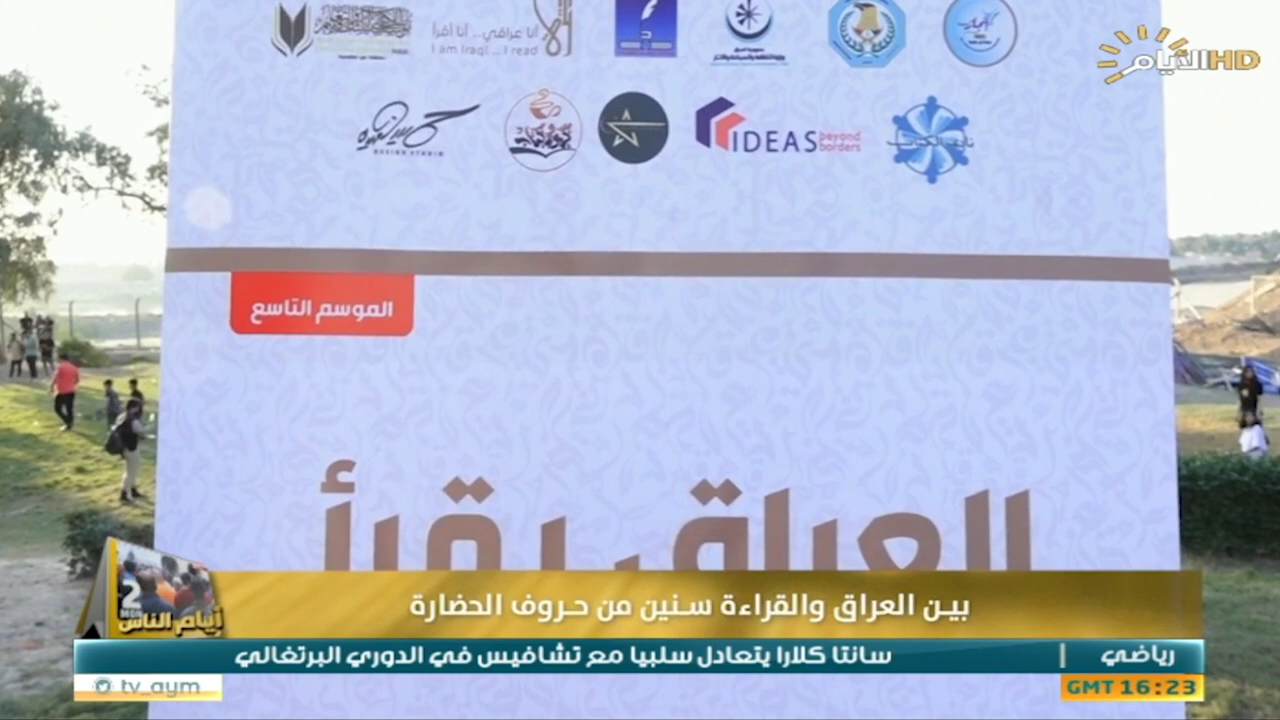 أنا عراقي.. أنا أقرأ
I am Iraqi ... I read
الأيام HD
IDEAS beyond borders
الموسم التاسع
العراق يقرأ
بين العراق والقراءة سنين من حروف الحضارة
2
MGN
أيام الناس
رياضي | سانتا كلارا يتعادل سلبيا مع تشافيس في الدوري البرتغالي
tv_aym
GMT 16:23